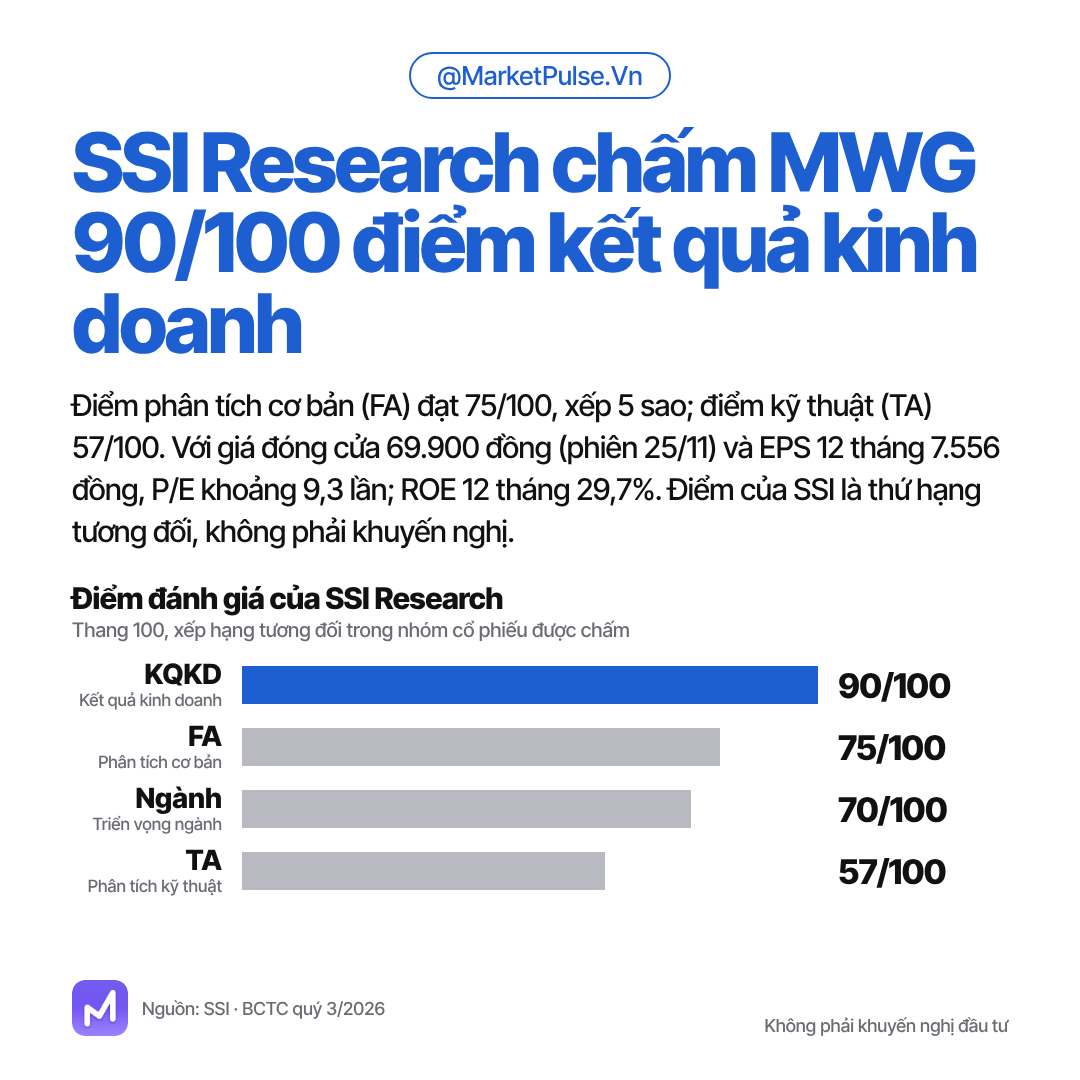 @MarketPulse.Vn
SSI Research chấm MWG
90/100 điểm kết quả kinh
doanh
Điểm phân tích cơ bản (FA) đạt 75/100, xếp 5 sao; điểm kỹ thuật (TA)
57/100. Với giá đóng cửa 69.900 đồng (phiên 25/11) và EPS 12 tháng 7.556
đồng, P/E khoảng 9,3 lần; ROE 12 tháng 29,7%. Điểm của SSI là thứ hạng
tương đối, không phải khuyến nghị.
Điểm đánh giá của SSI Research
Thang 100, xếp hạng tương đối trong nhóm cổ phiếu được chấm
KQKD
Kết quả kinh doanh
90/100
FA
Phân tích cơ bản
75/100
Ngành
Triển vọng ngành
70/100
TA
Phân tích kỹ thuật
57/100
Nguồn: SSI · BCTC quý 3/2026
Không phải khuyến nghị đầu tư